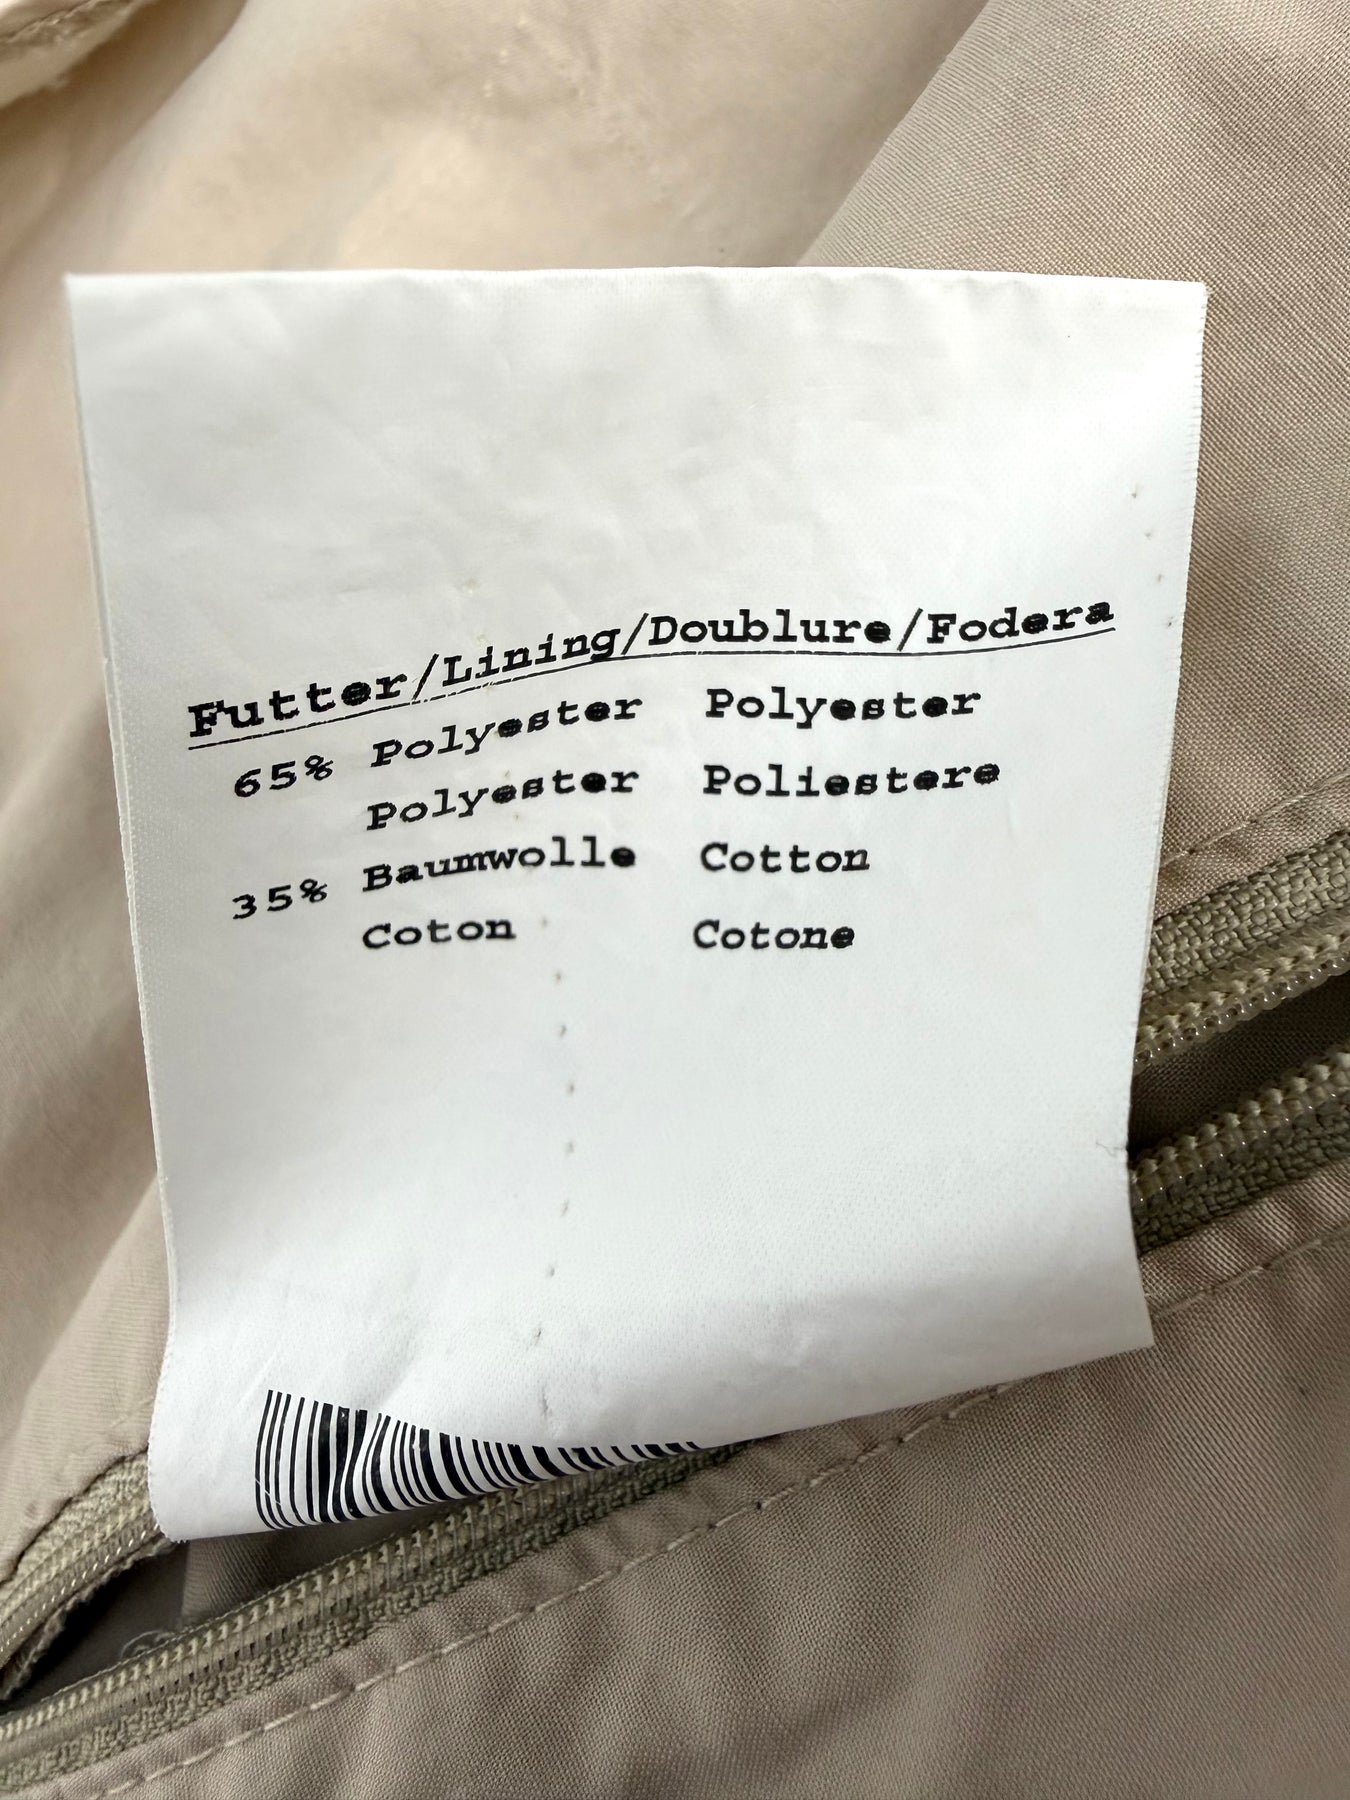 Futter/Lining/Doublure/Fodera
65% Polyester Polyester
Polyester Poliestere
35% Baumwolle Cotton
Coton Cotone